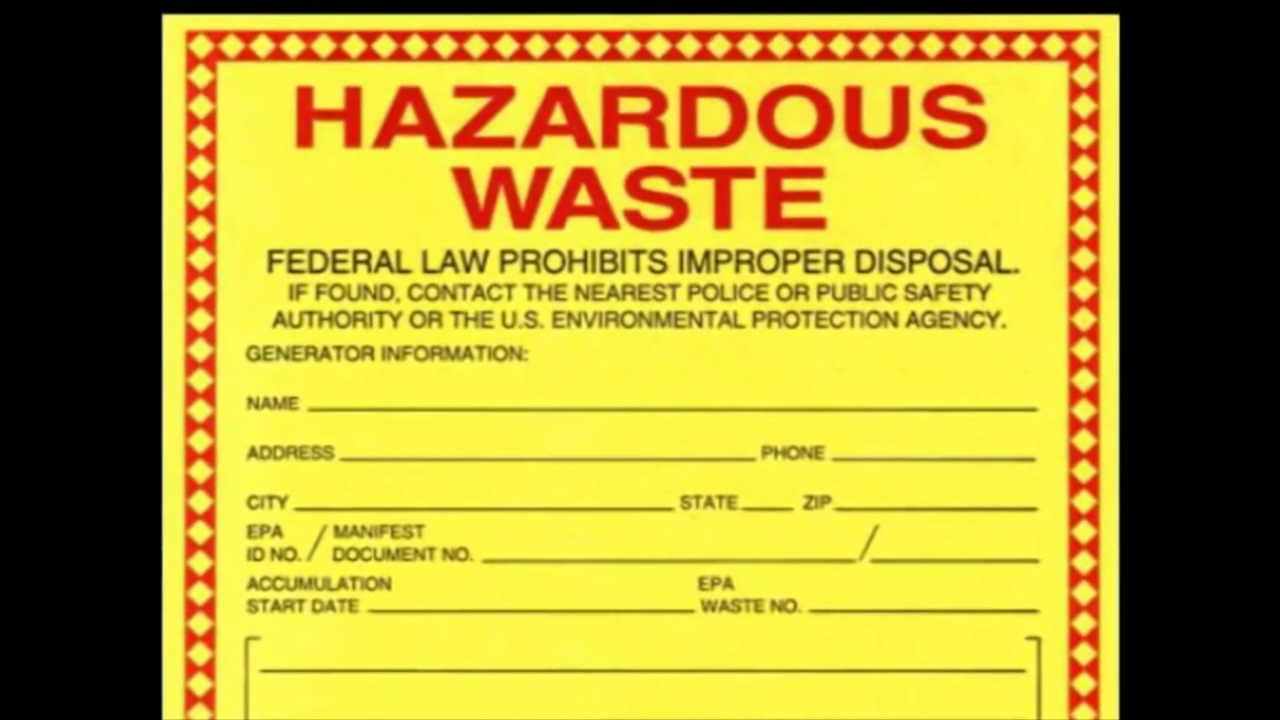 HAZARDOUS
WASTE
FEDERAL LAW PROHIBITS IMPROPER DISPOSAL.
IF FOUND, CONTACT THE NEAREST POLICE OR PUBLIC SAFETY
AUTHORITY OR THE U.S. ENVIRONMENTAL PROTECTION AGENCY.
GENERATOR INFORMATION:
NAME
ADDRESS PHONE
CITY STATE ZIP
EPA / MANIFEST
ID NO. / DOCUMENT NO. /
ACCUMULATION EPA
START DATE WASTE NO.